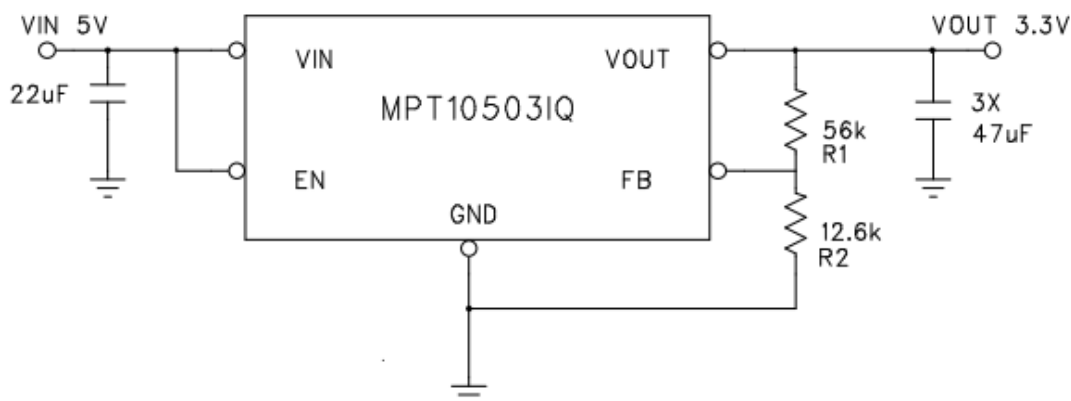 VIN 5V
VOUT 3.3V
VIN
VOUT
22uF
MPT10503IQ
3X
47uF
56k
R1
EN
FB
GND
12.6k
R2